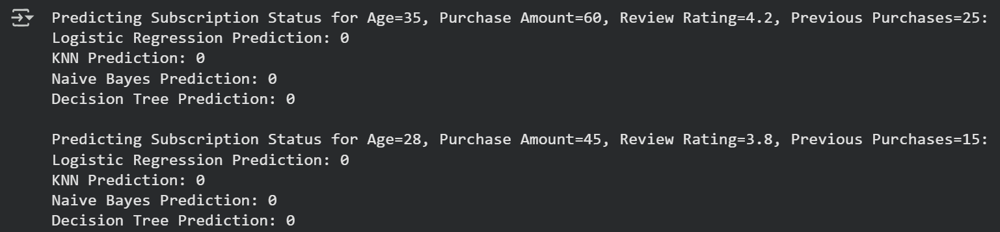 Predicting Subscription Status for Age=35, Purchase Amount=60, Review Rating=4.2, Previous Purchases=25:
Logistic Regression Prediction: 0
KNN Prediction: 0
Naive Bayes Prediction: 0
Decision Tree Prediction: 0
Predicting Subscription Status for Age=28, Purchase Amount=45, Review Rating=3.8, Previous Purchases=15:
Logistic Regression Prediction: 0
KNN Prediction: 0
Naive Bayes Prediction: 0
Decision Tree Prediction: 0